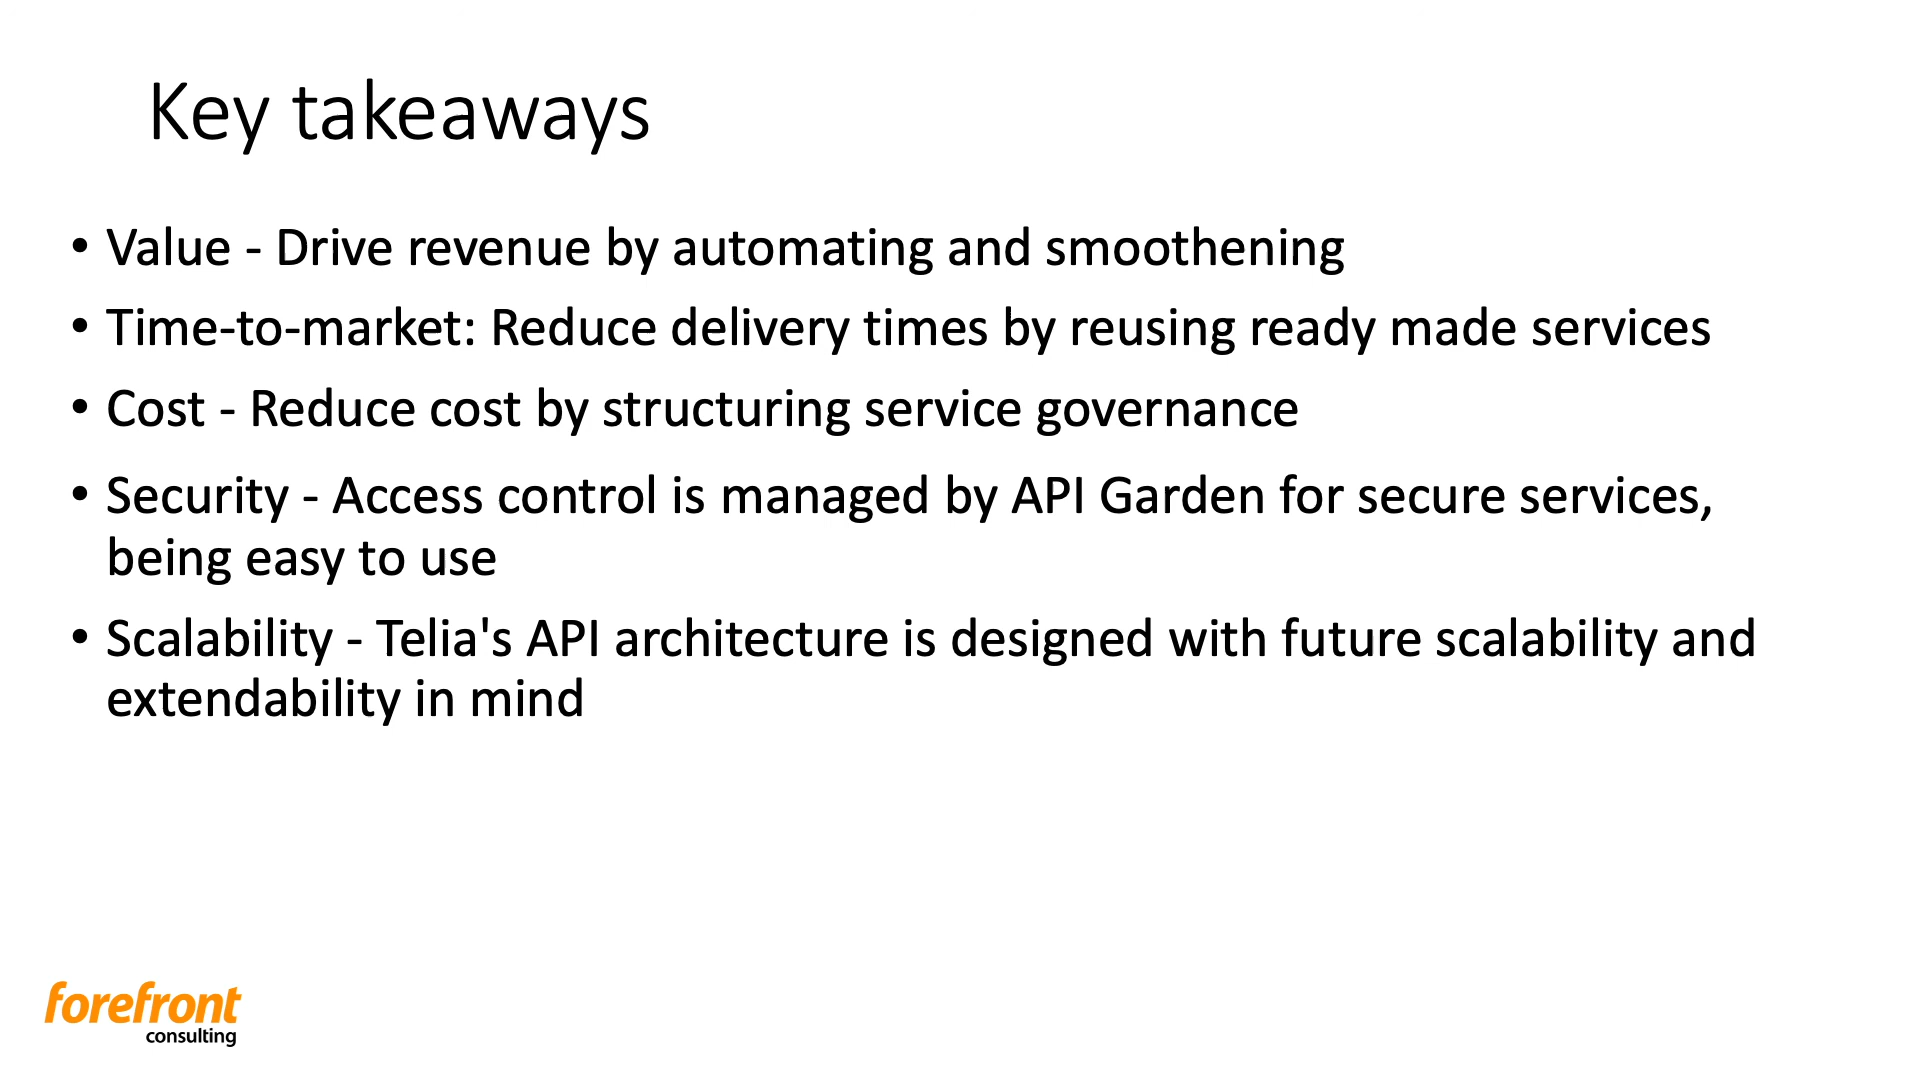 Key takeaways
• Value - Drive revenue by automating and smoothening
• Time-to-market: Reduce delivery times by reusing ready made services
• Cost - Reduce cost by structuring service governance
• Security - Access control is managed by API Garden for secure services,
being easy to use
• Scalability - Telia's API architecture is designed with future scalability and
extendability in mind
forefront
consulting